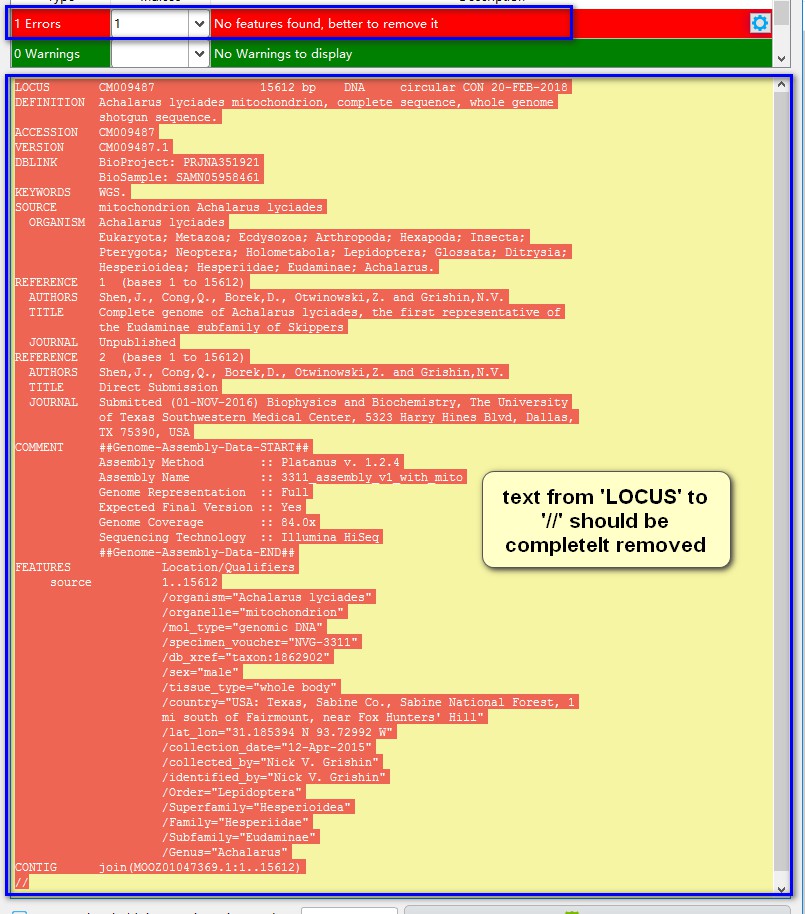 1 Errors 1 No features found, better to remove it
0 Warnings No Warnings to display
LOCUS       CM009487               15612 bp    DNA     circular CON 20-FEB-2018
DEFINITION  Achalarus lyciades mitochondrion, complete sequence, whole genome
            shotgun sequence.
ACCESSION   CM009487
VERSION     CM009487.1
DBLINK      BioProject: PRJNA351921
            BioSample: SAMN05958461
KEYWORDS    WGS.
SOURCE      mitochondrion Achalarus lyciades
  ORGANISM  Achalarus lyciades
            Eukaryota; Metazoa; Ecdysozoa; Arthropoda; Hexapoda; Insecta;
            Pterygota; Neoptera; Holometabola; Lepidoptera; Glossata; Ditrysia;
            Hesperioidea; Hesperiidae; Eudaminae; Achalarus.
REFERENCE   1  (bases 1 to 15612)
  AUTHORS   Shen,J., Cong,Q., Borek,D., Otwinowski,Z. and Grishin,N.V.
  TITLE     Complete genome of Achalarus lyciades, the first representative of
            the Eudaminae subfamily of Skippers
  JOURNAL   Unpublished
REFERENCE   2  (bases 1 to 15612)
  AUTHORS   Shen,J., Cong,Q., Borek,D., Otwinowski,Z. and Grishin,N.V.
  TITLE     Direct Submission
  JOURNAL   Submitted (01-NOV-2016) Biophysics and Biochemistry, The University
            of Texas Southwestern Medical Center, 5323 Harry Hines Blvd, Dallas,
            TX 75390, USA
COMMENT     ##Genome-Assembly-Data-START##
            Assembly Method        :: Platanus v. 1.2.4
            Assembly Name          :: 3311_assembly_v1_with_mito
            Genome Representation  :: Full
            Expected Final Version :: Yes
            Genome Coverage        :: 84.0x
            Sequencing Technology  :: Illumina HiSeq
            ##Genome-Assembly-Data-END##
text from 'LOCUS' to
'//' should be
completelt removed
FEATURES             Location/Qualifiers
     source          1..15612
                     /organism="Achalarus lyciades"
                     /organelle="mitochondrion"
                     /mol_type="genomic DNA"
                     /specimen_voucher="NVG-3311"
                     /db_xref="taxon:1862902"
                     /sex="male"
                     /tissue_type="whole body"
                     /country="USA: Texas, Sabine Co., Sabine National Forest, 1
                     mi south of Fairmount, near Fox Hunters' Hill"
                     /lat_lon="31.185394 N 93.72992 W"
                     /collection_date="12-Apr-2015"
                     /collected_by="Nick V. Grishin"
                     /identified_by="Nick V. Grishin"
                     /Order="Lepidoptera"
                     /Superfamily="Hesperioidea"
                     /Family="Hesperiidae"
                     /Subfamily="Eudaminae"
                     /Genus="Achalarus"
CONTIG      join(MOOZ01047369.1:1..15612)
//